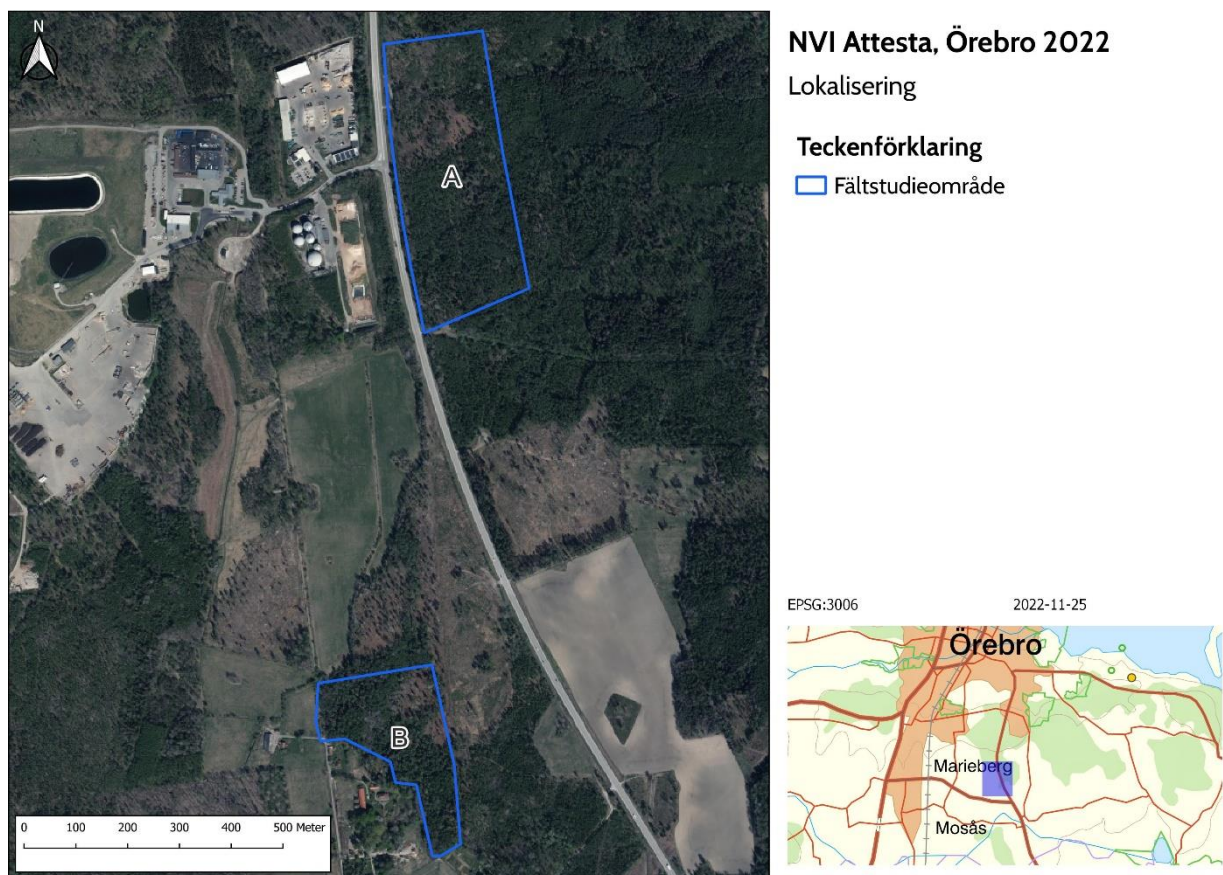 N
A
B
0 100 200 300 400 500 Meter
NVI Attesta, Örebro 2022
Lokalisering
Teckenförklaring
Fältstudieområde
EPSG:3006 2022-11-25
Örebro
Marieberg
Mosås